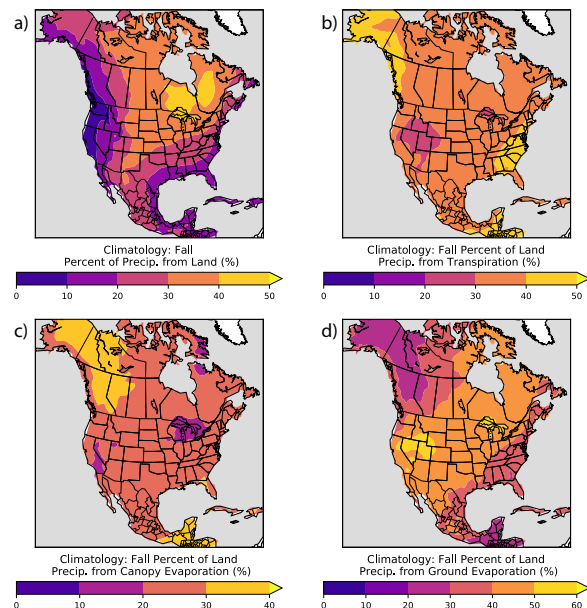 a)
b)
Climatology: Fall
Percent of Precip. from Land (%)
0 10 20 30 40 50
Climatology: Fall Percent of Land
Precip. from Transpiration (%)
0 10 20 30 40 50
c)
d)
Climatology: Fall Percent of Land
Precip. from Canopy Evaporation (%)
0 10 20 30 40
Climatology: Fall Percent of Land
Precip. from Ground Evaporation (%)
0 10 20 30 40 50 60